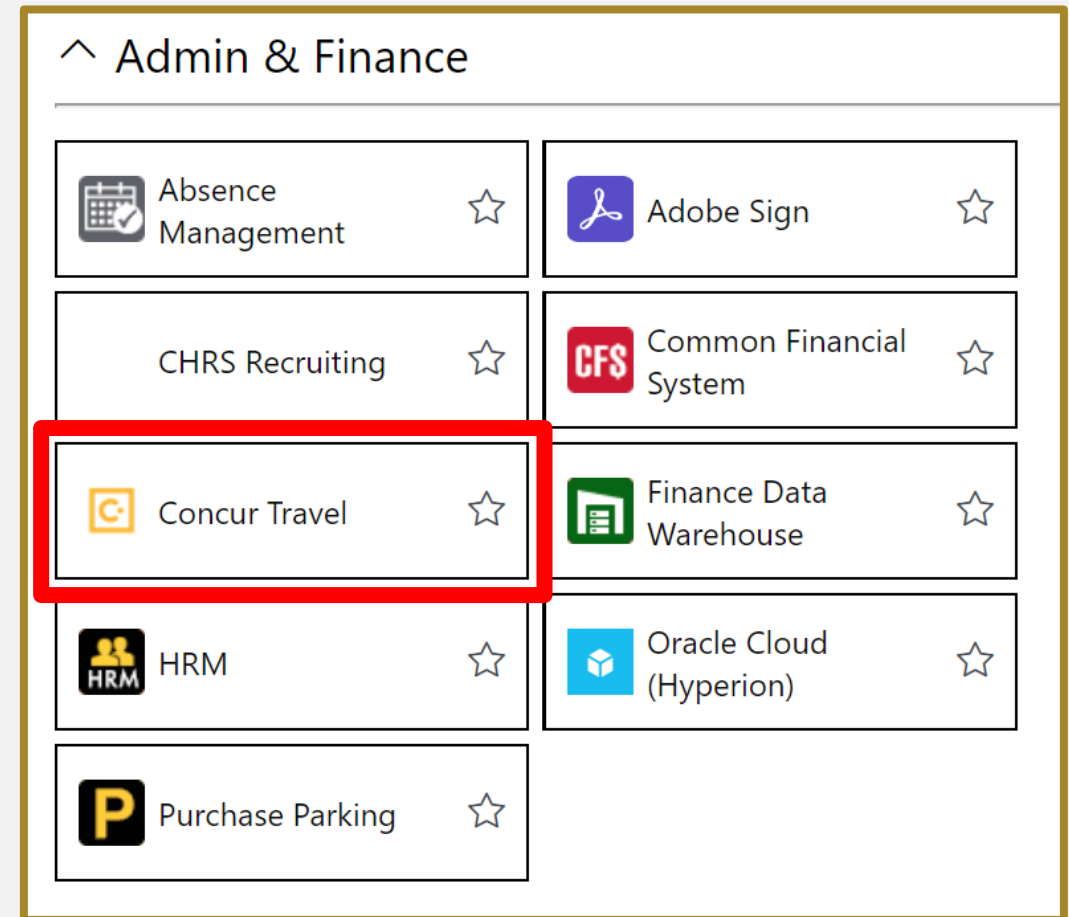 Admin & Finance
Absence
Management
Adobe Sign
CHRS Recruiting
CF$
Common Financial
System
C
Concur Travel
Finance Data
Warehouse
HRM
HRM
Oracle Cloud
(Hyperion)
P
Purchase Parking